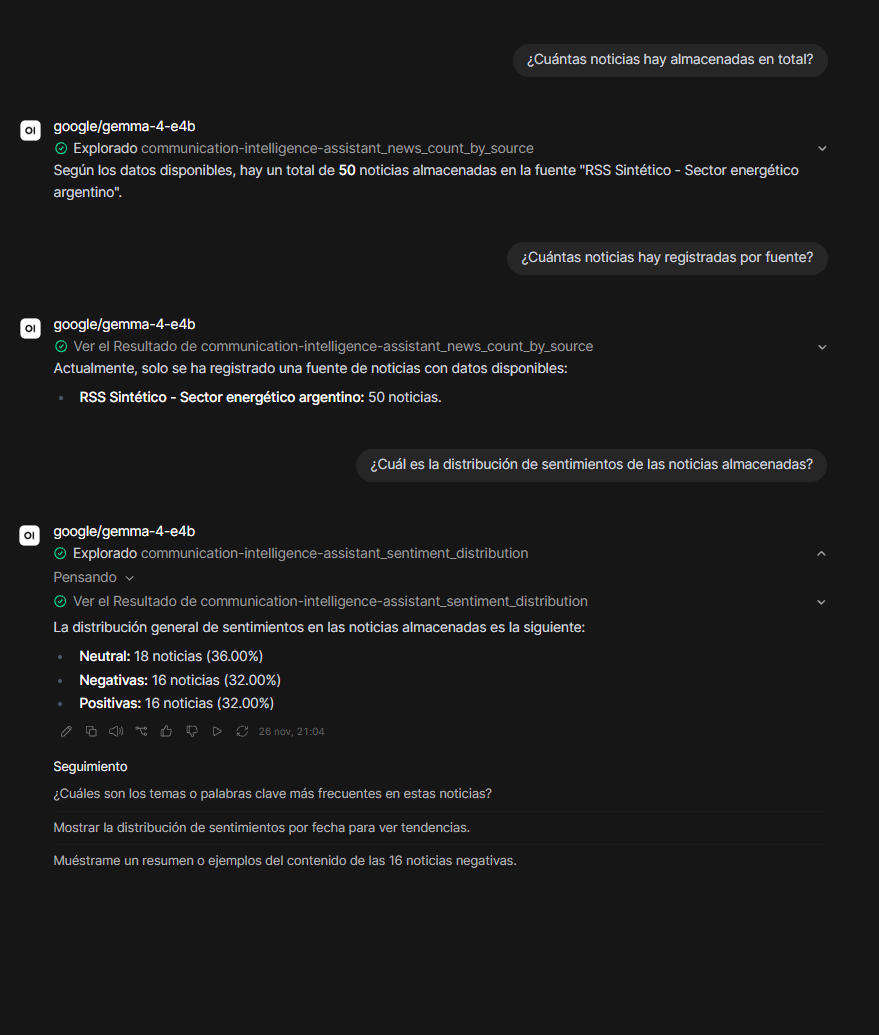 ¿Cuántas noticias hay almacenadas en total?
OI
google/gemma-4-e4b
Explorado communication-intelligence-assistant_news_count_by_source
Según los datos disponibles, hay un total de 50 noticias almacenadas en la fuente "RSS Sintético - Sector energético
argentino".
¿Cuántas noticias hay registradas por fuente?
OI
google/gemma-4-e4b
Ver el Resultado de communication-intelligence-assistant_news_count_by_source
Actualmente, solo se ha registrado una fuente de noticias con datos disponibles:
• RSS Sintético - Sector energético argentino: 50 noticias.
¿Cuál es la distribución de sentimientos de las noticias almacenadas?
OI
google/gemma-4-e4b
Explorado communication-intelligence-assistant_sentiment_distribution
Pensando
Ver el Resultado de communication-intelligence-assistant_sentiment_distribution
La distribución general de sentimientos en las noticias almacenadas es la siguiente:
• Neutral: 18 noticias (36.00%)
• Negativas: 16 noticias (32.00%)
• Positivas: 16 noticias (32.00%)
26 nov, 21:04
Seguimiento
¿Cuáles son los temas o palabras clave más frecuentes en estas noticias?
Mostrar la distribución de sentimientos por fecha para ver tendencias.
Muéstrame un resumen o ejemplos del contenido de las 16 noticias negativas.